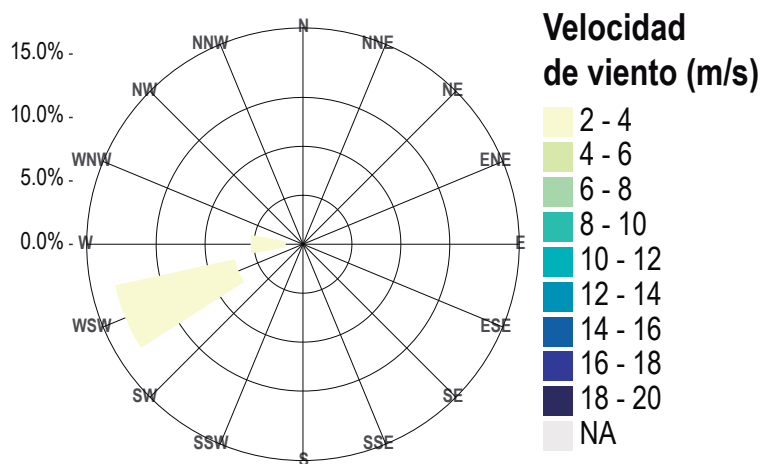 15.0% -
10.0% -
5.0% -
0.0% -
N
NNE
NE
ENE
E
ESE
SE
SSE
S
SSW
SW
WSW
W
WNW
NW
NNW
Velocidad
de viento (m/s)
2 - 4
4 - 6
6 - 8
8 - 10
10 - 12
12 - 14
14 - 16
16 - 18
18 - 20
NA